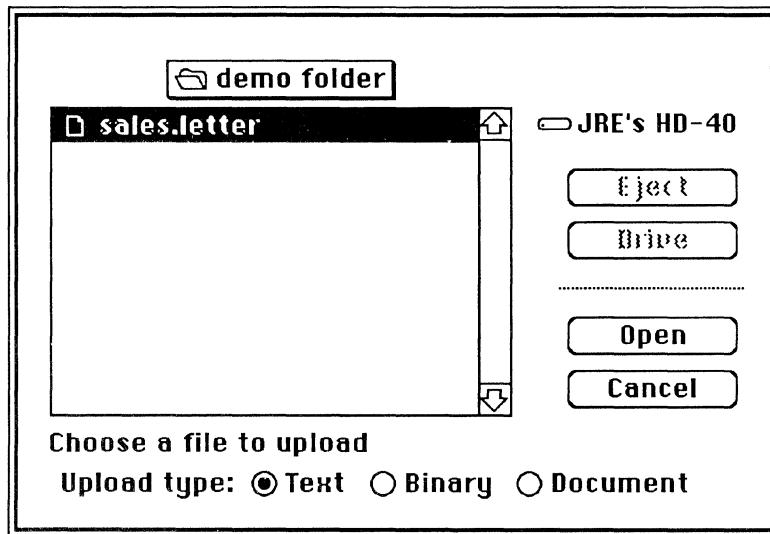 demo folder
sales.letter
JRE's HD-40
Eject
Drive
Open
Cancel
Choose a file to upload
Upload type: Text Binary Document